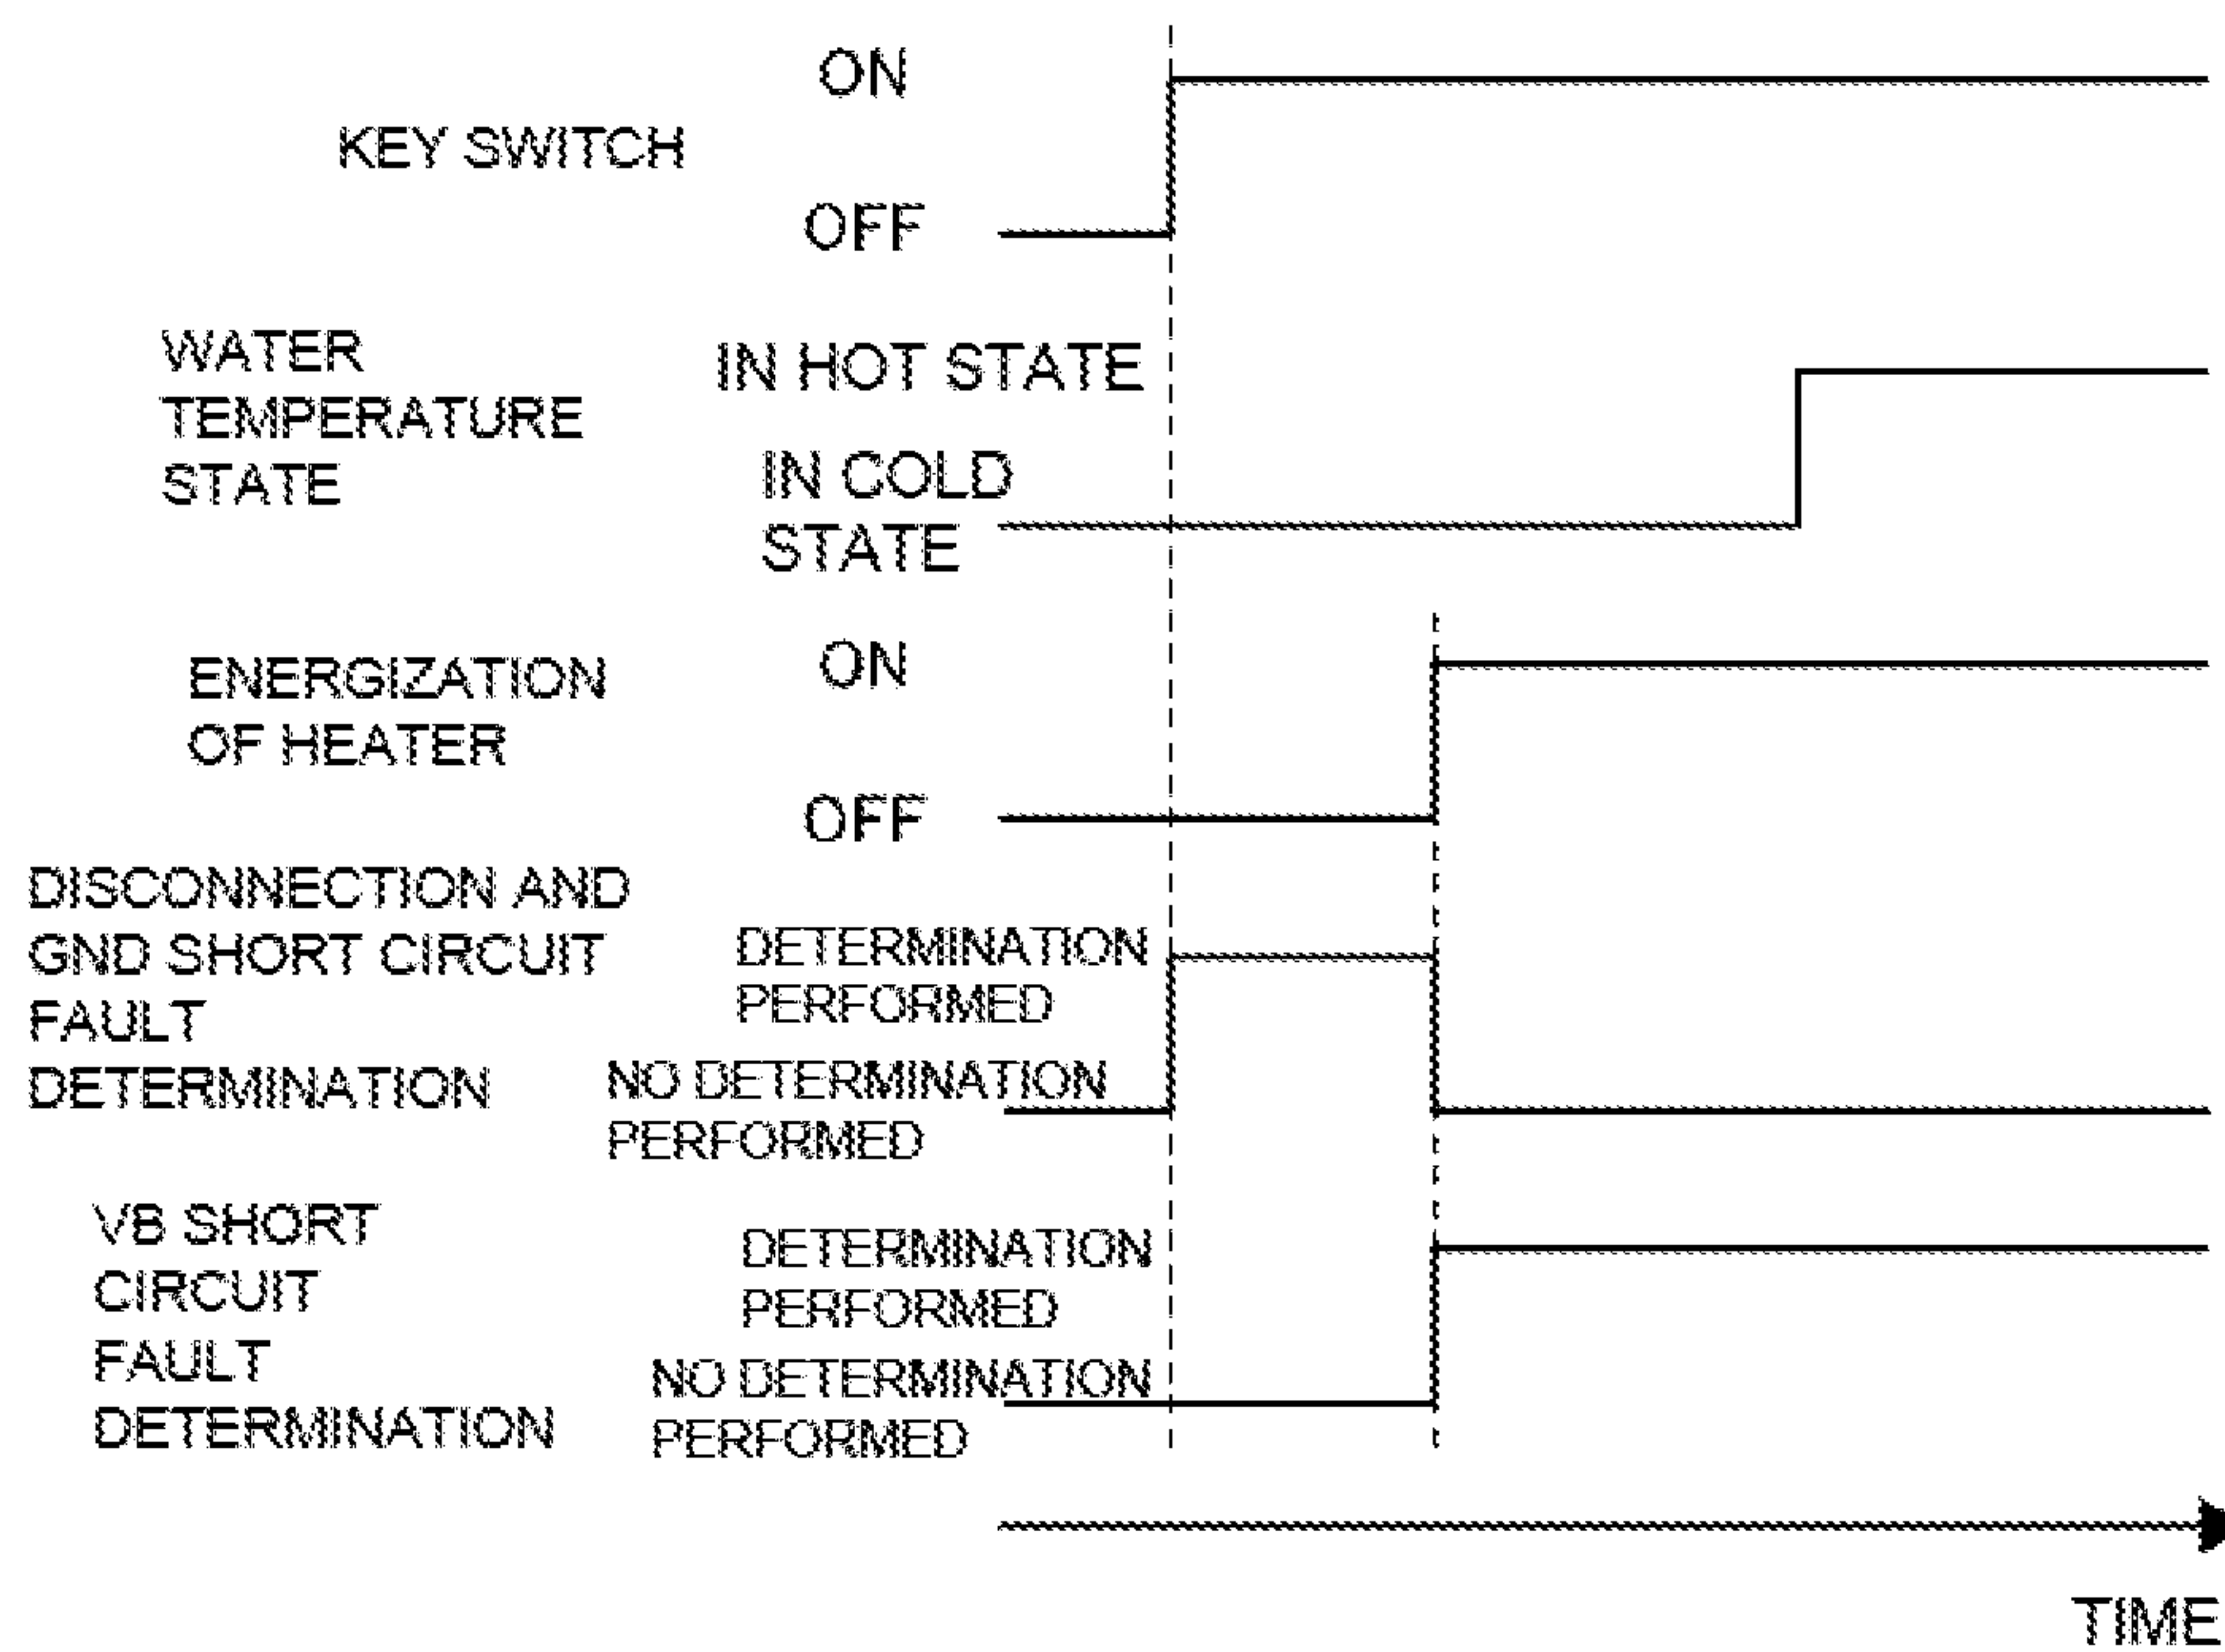 ON
KEY SWITCH
OFF
WATER
TEMPERATURE
STATE
IN HOT STATE
IN COLD
STATE
ENERGIZATION
OF HEATER
ON
OFF
DISCONNECTION AND
GND SHORT CIRCUIT
FAULT
DETERMINATION
DETERMINATION
PERFORMED
NO DETERMINATION
PERFORMED
VB SHORT
CIRCUIT
FAULT
DETERMINATION
DETERMINATION
PERFORMED
NO DETERMINATION
PERFORMED
TIME